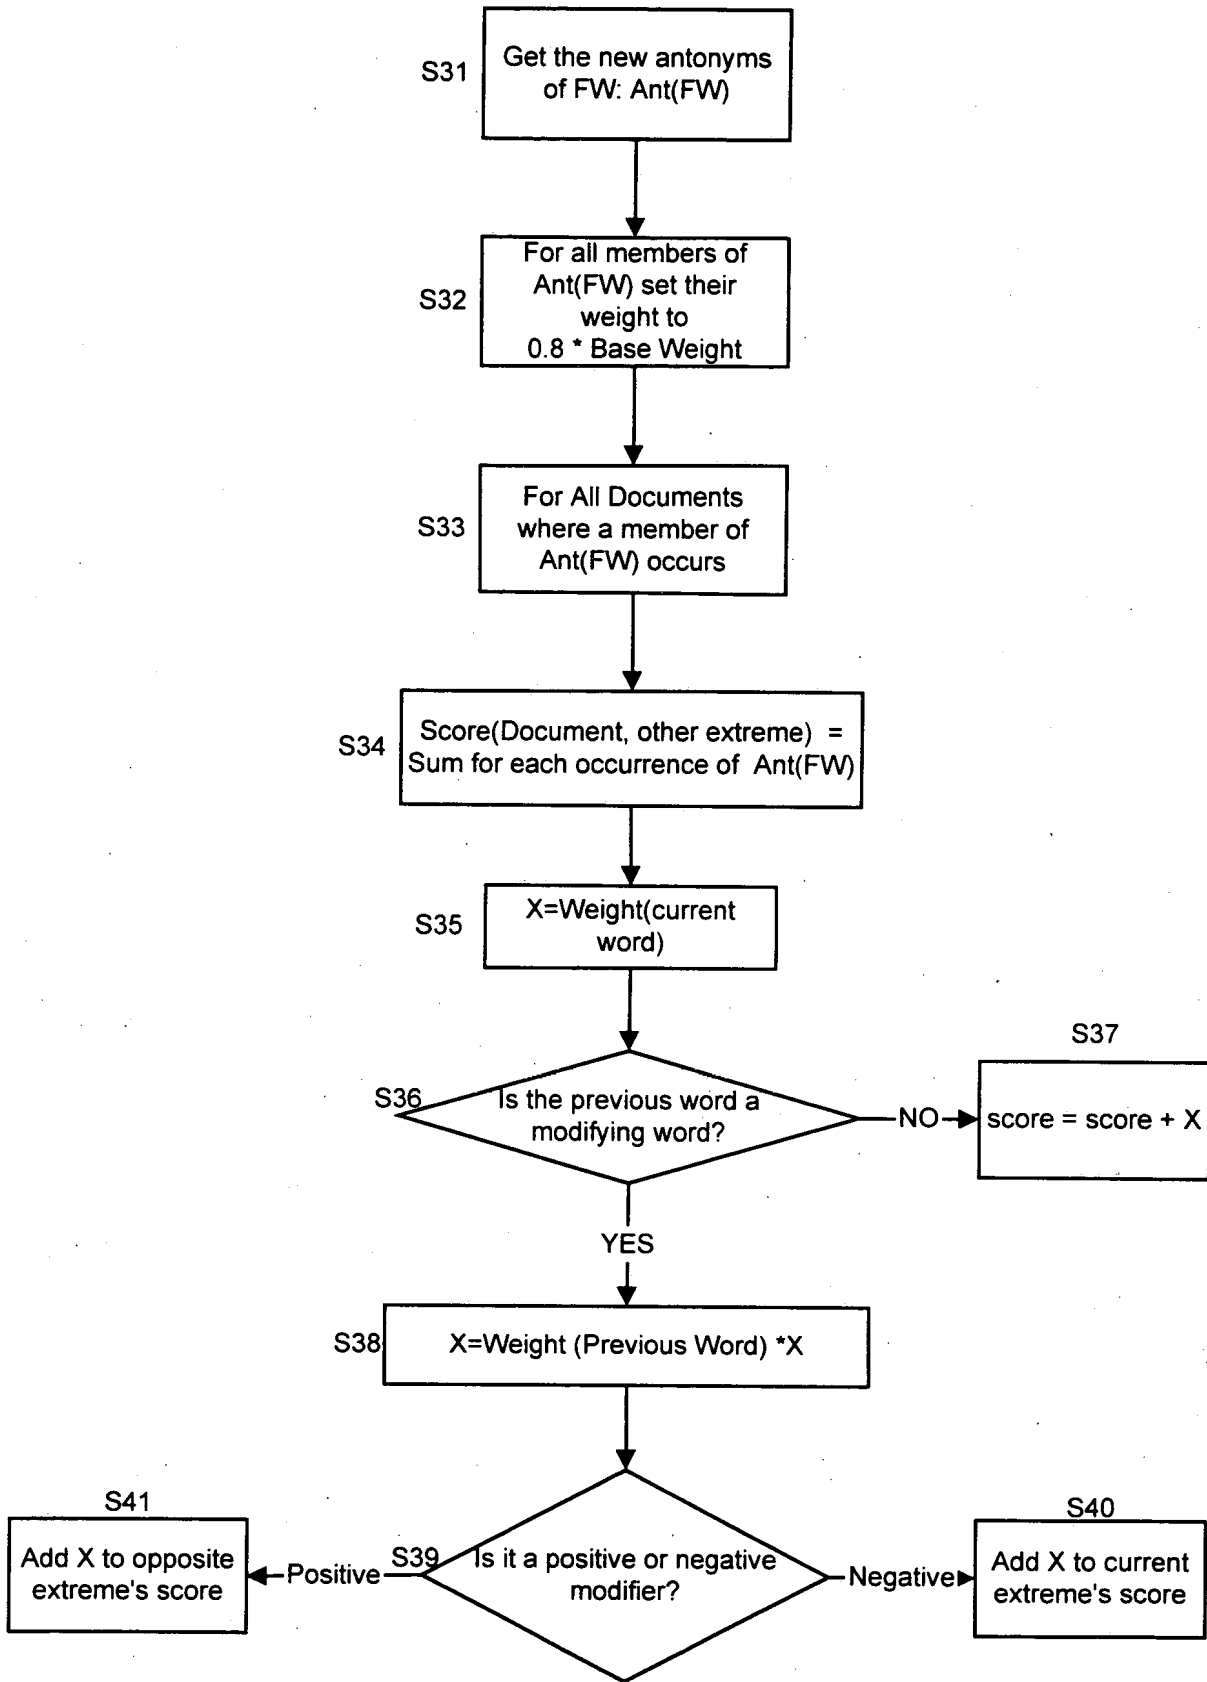 S31
Get the new antonyms
of FW: Ant(FW)
S32
For all members of
Ant(FW) set their
weight to
0.8 * Base Weight
S33
For All Documents
where a member of
Ant(FW) occurs
S34
Score(Document, other extreme) =
Sum for each occurrence of Ant(FW)
S35
X=Weight(current
word)
S36
Is the previous word a
modifying word?
NO
S37
score = score + X
YES
S38
X=Weight (Previous Word) *X
S39
Is it a positive or negative
modifier?
Positive
S41
Add X to opposite
extreme's score
Negative
S40
Add X to current
extreme's score